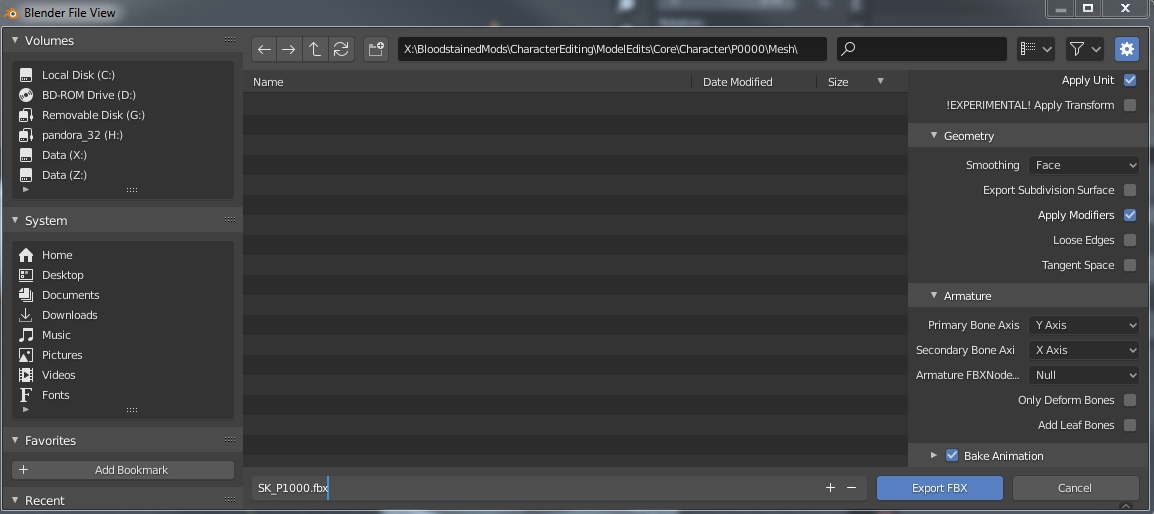 Blender File View
Volumes
Local Disk (C:)
BD-ROM Drive (D:)
Removable Disk (G:)
pandora_32 (H:)
Data (X:)
Data (Z:)
System
Home
Desktop
Documents
Downloads
Music
Pictures
Videos
Fonts
Favorites
Add Bookmark
Recent
X:\BloodstainedMods\CharacterEditing\ModelEdits\Core\Character\P0000\Mesh\
Name Date Modified Size
SK_P1000.fbx
Apply Unit
!EXPERIMENTAL! Apply Transform
Geometry
Smoothing Face
Export Subdivision Surface
Apply Modifiers
Loose Edges
Tangent Space
Armature
Primary Bone Axis Y Axis
Secondary Bone Axi X Axis
Armature FBXNode... Null
Only Deform Bones
Add Leaf Bones
Bake Animation
Export FBX Cancel